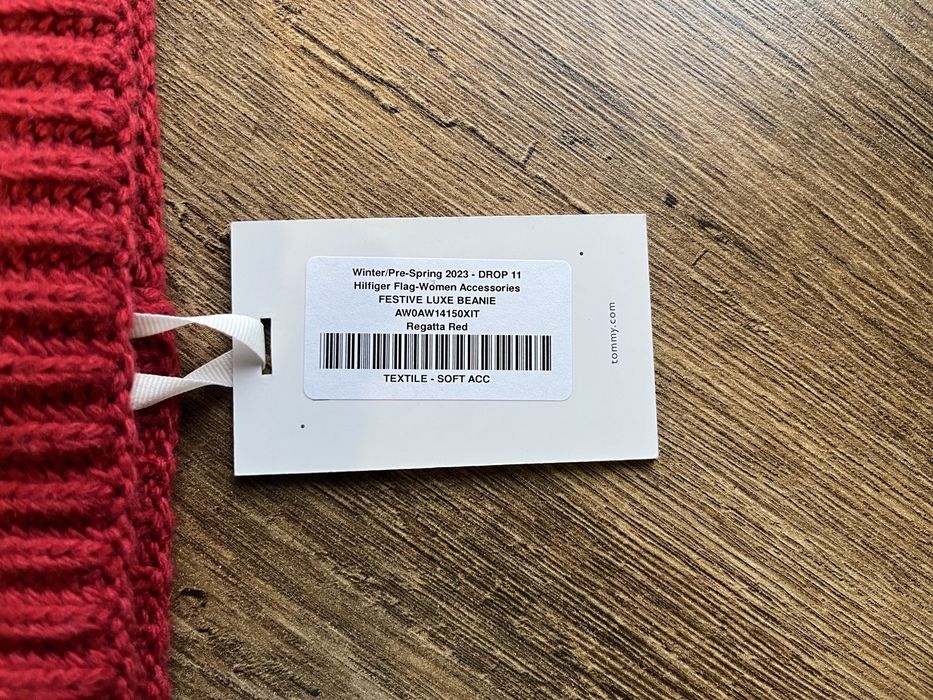 Winter/Pre-Spring 2023 - DROP 11
Hilfiger Flag-Women Accessories
FESTIVE LUXE BEANIE
AW0AW14150XIT
Regatta Red
TEXTILE - SOFT ACC
tommy.com